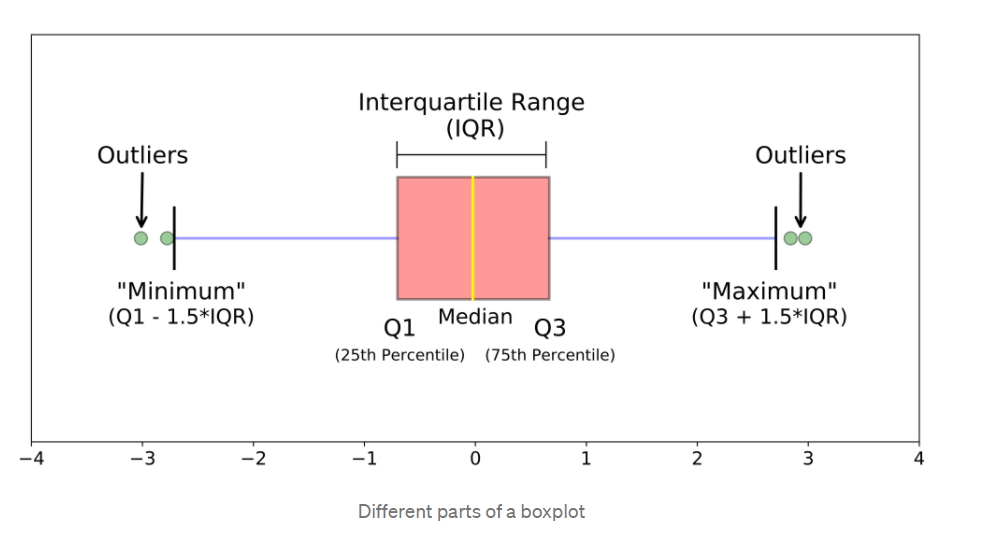 Interquartile Range
(IQR)
Outliers
Outliers
"Minimum"
(Q1 - 1.5*IQR)
"Maximum"
(Q3 + 1.5*IQR)
Median
Q1
Q3
(25th Percentile)
(75th Percentile)
−4
−3
−2
−1
0
1
2
3
4
Different parts of a boxplot